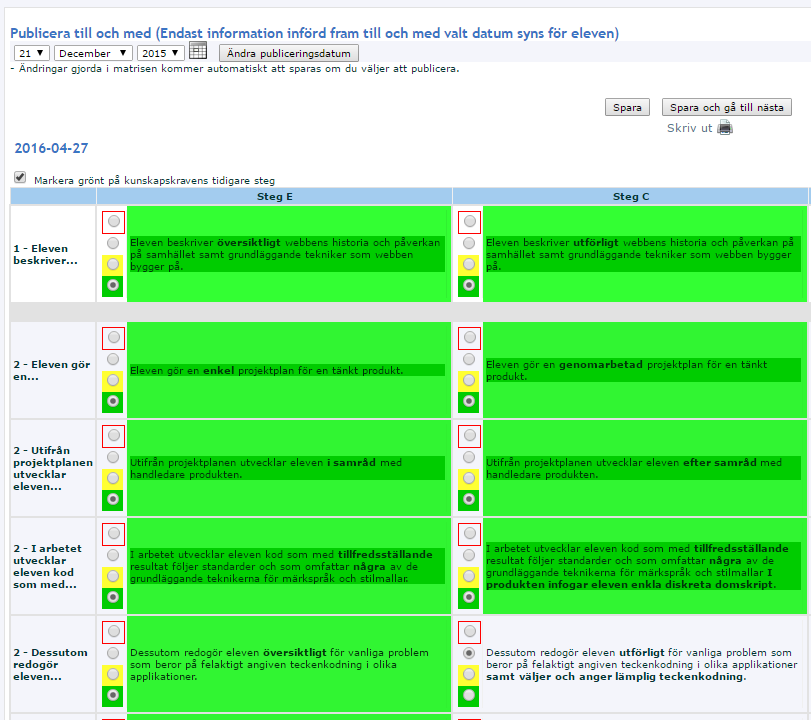 Publicera till och med (Endast information införd fram till och med valt datum syns för eleven)
21 December 2015 Ändra publiceringsdatum
- Ändringar gjorda i matrisen kommer automatiskt att sparas om du väljer att publicera.
Spara Spara och gå till nästa
Skriv ut
2016-04-27
Markera grönt på kunskapskravens tidigare steg
Steg E Steg C
1 - Eleven
beskriver...
Eleven beskriver översiktligt webbens historia och påverkan
på samhället samt grundläggande tekniker som webben
bygger på.
Eleven beskriver utförligt webbens historia och påverkan på
samhället samt grundläggande tekniker som webben bygger
på.
2 - Eleven gör
en...
Eleven gör en enkel projektplan för en tänkt produkt.
Eleven gör en genomarbetad projektplan för en tänkt
produkt.
2 - Utifrån
projektplanen
utvecklar
eleven...
Utifrån projektplanen utvecklar eleven i samråd med
handledare produkten.
Utifrån projektplanen utvecklar eleven efter samråd med
handledare produkten.
2 - I arbetet
utvecklar
eleven kod
som med...
I arbetet utvecklar eleven kod som med tillfredsställande
resultat följer standarder och som omfattar några av de
grundläggande teknikerna för märkspråk och stilmallar.
I arbetet utvecklar eleven kod som med tillfredsställande
resultat följer standarder och som omfattar några av de
grundläggande teknikerna för märkspråk och stilmallar I
produkten infogar eleven enkla diskreta domskript.
2 - Dessutom
redogör
eleven...
Dessutom redogör eleven översiktligt för vanliga problem
som beror på felaktigt angiven teckenkodning i olika
applikationer.
Dessutom redogör eleven utförligt för vanliga problem som
beror på felaktigt angiven teckenkodning i olika applikationer
samt väljer och anger lämplig teckenkodning.